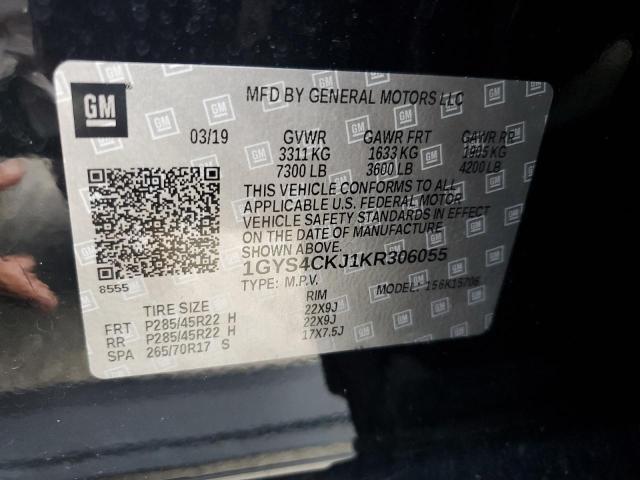 GM
MFD BY GENERAL MOTORS LLC
03/19 GVWR GAWR FRT GAWR RR
3311 KG 1633 KG 1905 KG
7300 LB 3600 LB 4200 LB
THIS VEHICLE CONFORMS TO ALL
APPLICABLE U.S. FEDERAL MOTOR
VEHICLE SAFETY STANDARDS IN EFFECT
ON THE DATE OF MANUFACTURE
SHOWN ABOVE.
1GYS4CKJ1KR306055
8555
TYPE: M.P.V. MODEL: 156K15706
TIRE SIZE RIM
FRT P285/45R22 H 22X9J
RR P285/45R22 H 22X9J
SPA 265/70R17 S 17X7.5J